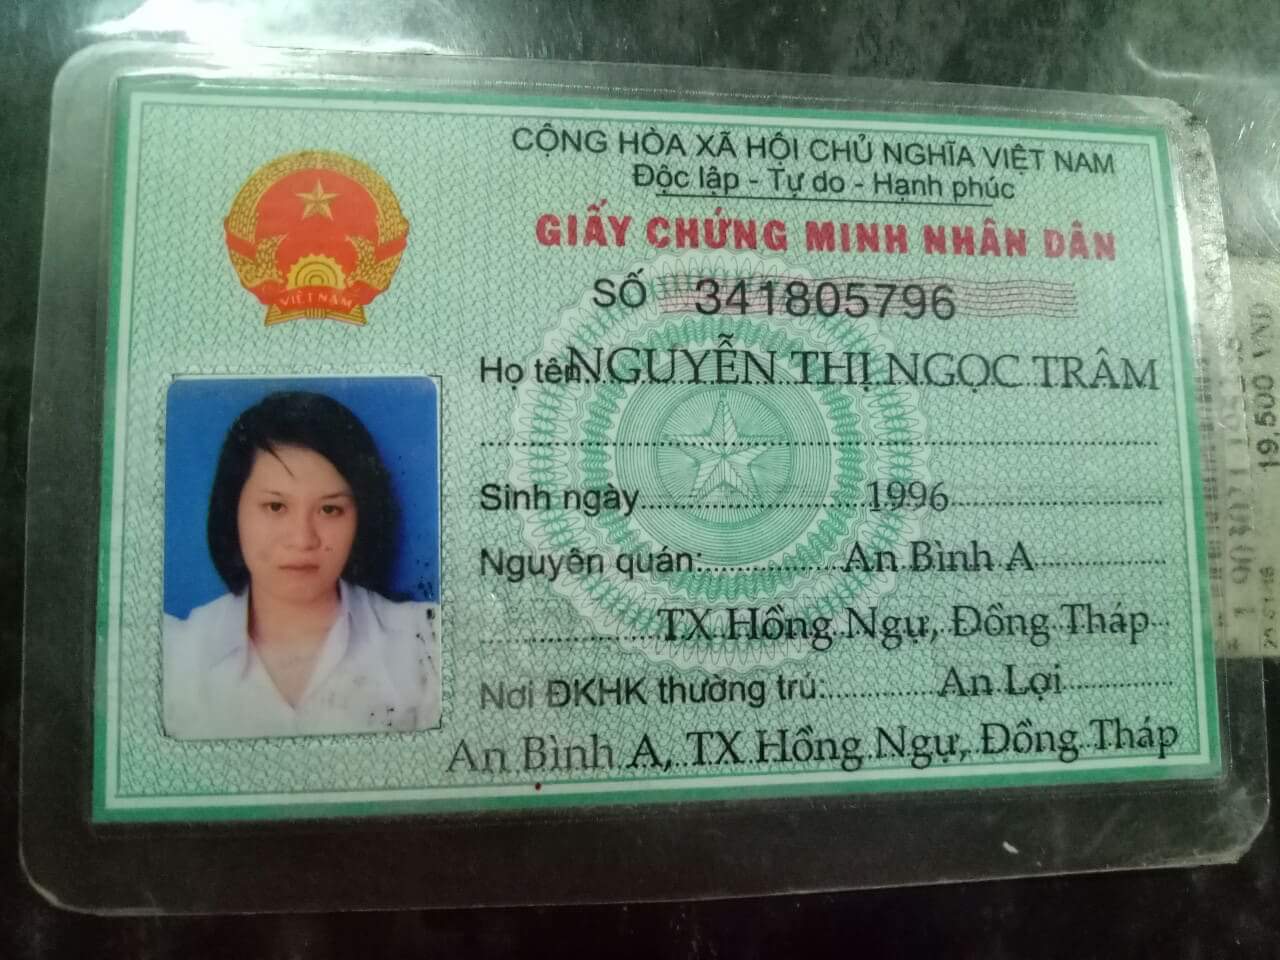 CỘNG HÒA XÃ HỘI CHỦ NGHĨA VIỆT NAM
Độc lập - Tự do - Hạnh phúc
GIẤY CHỨNG MINH NHÂN DÂN
SỐ 341805796
Họ tên NGUYỄN THỊ NGỌC TRÂM
Sinh ngày 1996
Nguyên quán: An Bình A
TX Hồng Ngự, Đồng Tháp
Nơi ĐKHK thường trú: An Lợi
An Bình A, TX Hồng Ngự, Đồng Tháp
VIỆT NAM
19,500 VND